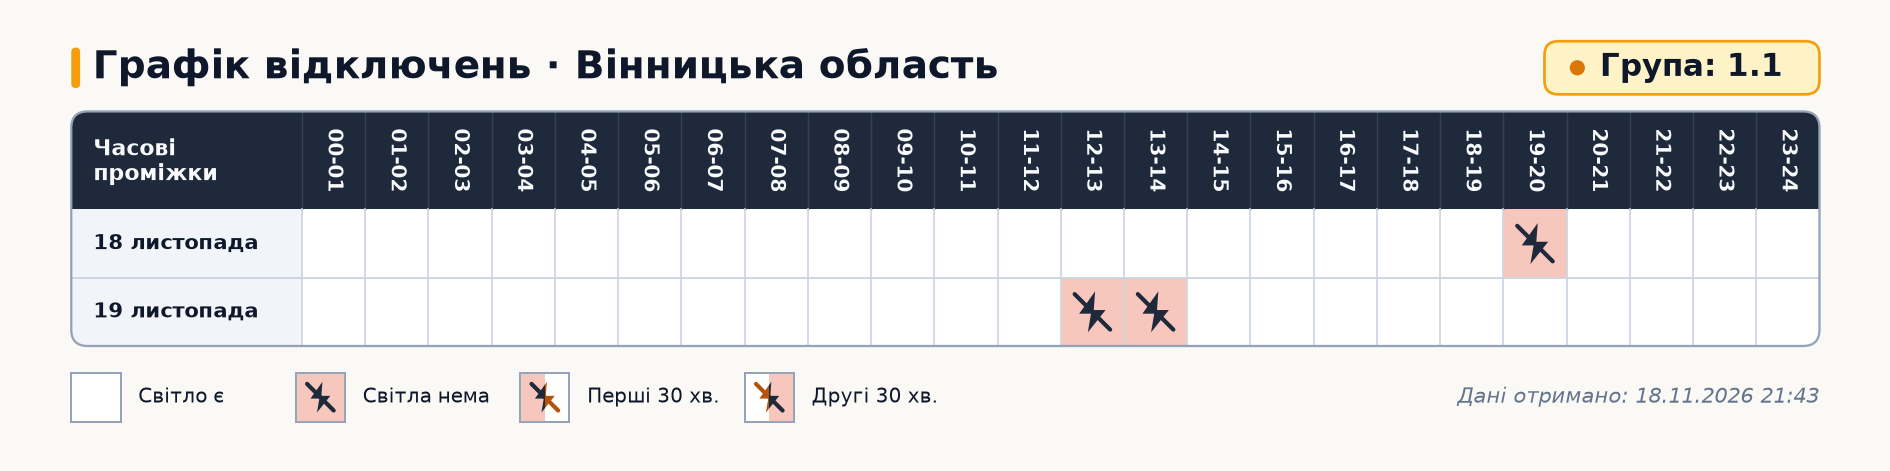 Графік відключень · Вінницька область
Група: 1.1
Часові
проміжки
00-01
01-02
02-03
03-04
04-05
05-06
06-07
07-08
08-09
09-10
10-11
11-12
12-13
13-14
14-15
15-16
16-17
17-18
18-19
19-20
20-21
21-22
22-23
23-24
18 листопада
19 листопада
Світло є
Світла нема
Перші 30 хв.
Другі 30 хв.
Дані отримано: 18.11.2026 21:43